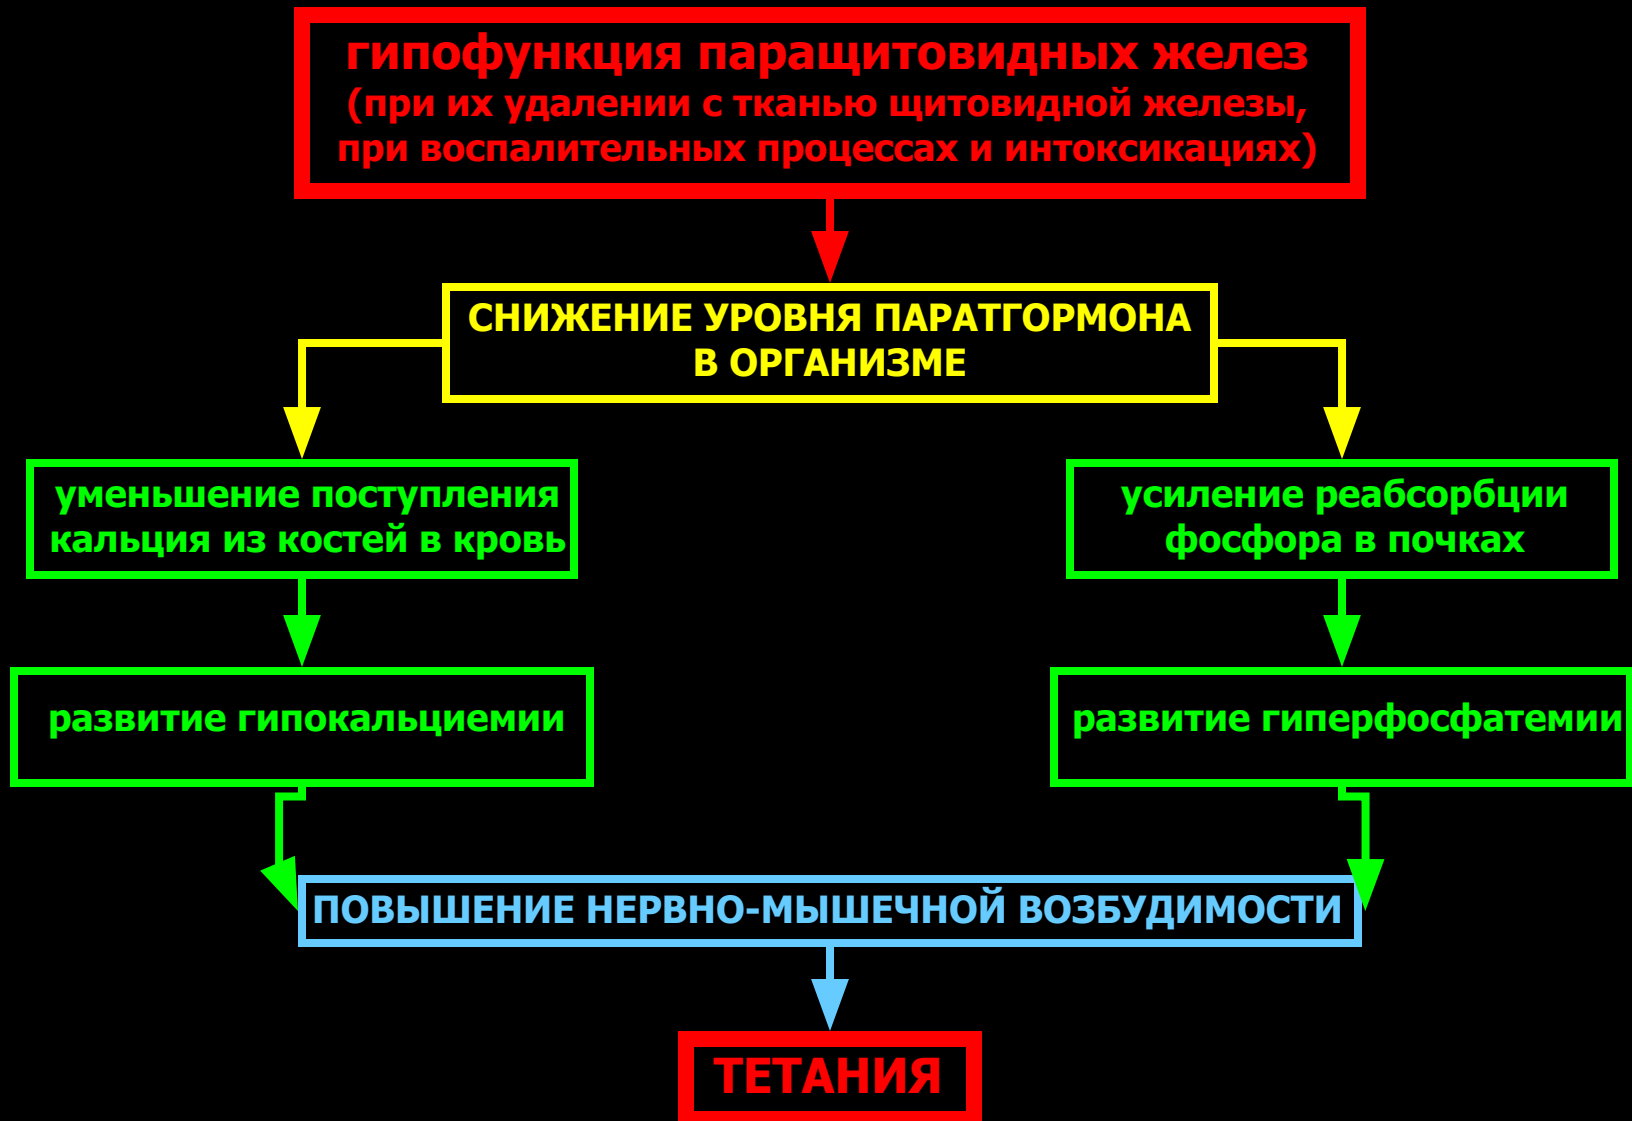 гипофункция паращитовидных желез
(при их удалении с тканью щитовидной железы,
при воспалительных процессах и интоксикациях)
СНИЖЕНИЕ УРОВНЯ ПАРАТГОРМОНА
В ОРГАНИЗМЕ
уменьшение поступления
кальция из костей в кровь
усиление реабсорбции
фосфора в почках
развитие гипокальциемии
развитие гиперфосфатемии
ПОВЫШЕНИЕ НЕРВНО-МЫШЕЧНОЙ ВОЗБУДИМОСТИ
ТЕТАНИЯ